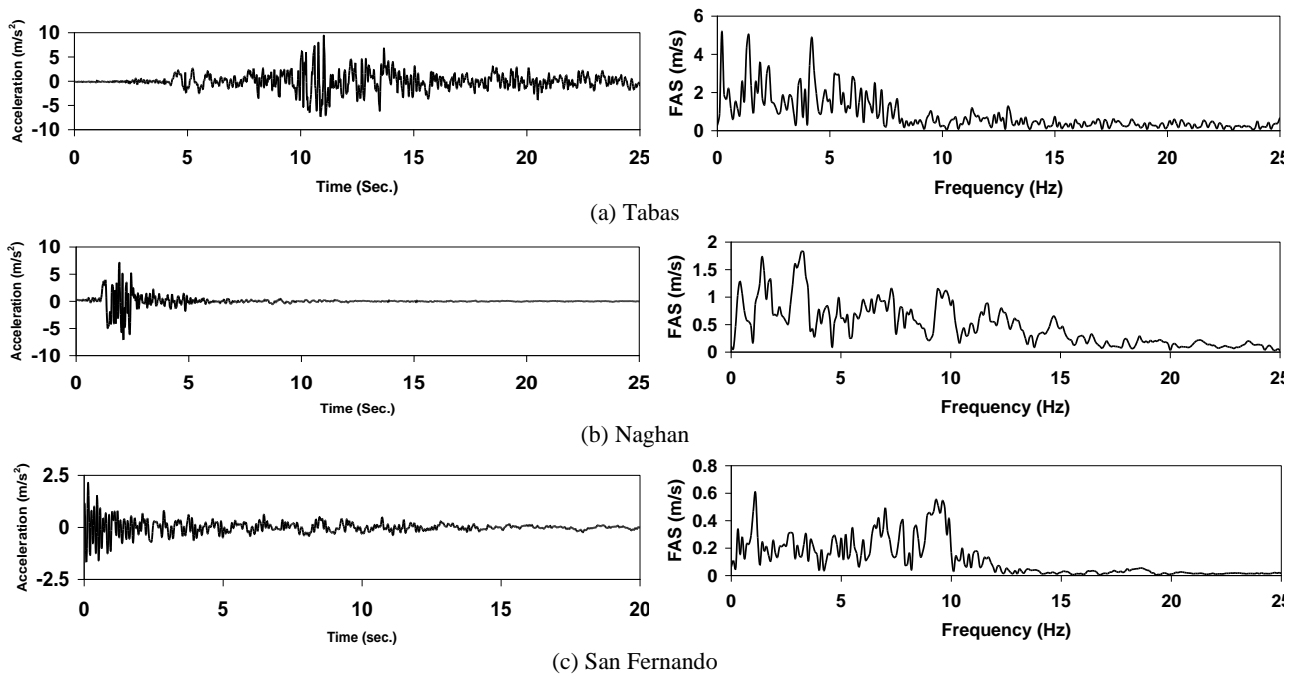 Acceleration (m/s²)
10
5
0
-5
-10
0 5 10 15 20 25
Time (Sec.)
FAS (m/s)
6
4
2
0
0 5 10 15 20 25
Frequency (Hz)
(a) Tabas
Acceleration (m/s²)
10
5
0
-5
-10
0 5 10 15 20 25
Time (Sec.)
FAS (m/s)
2
1.5
1
0.5
0
0 5 10 15 20 25
Frequency (Hz)
(b) Naghan
Acceleration (m/s²)
2.5
0
-2.5
0 5 10 15 20
Time (sec.)
FAS (m/s)
0.8
0.6
0.4
0.2
0
0 5 10 15 20 25
Frequency (Hz)
(c) San Fernando